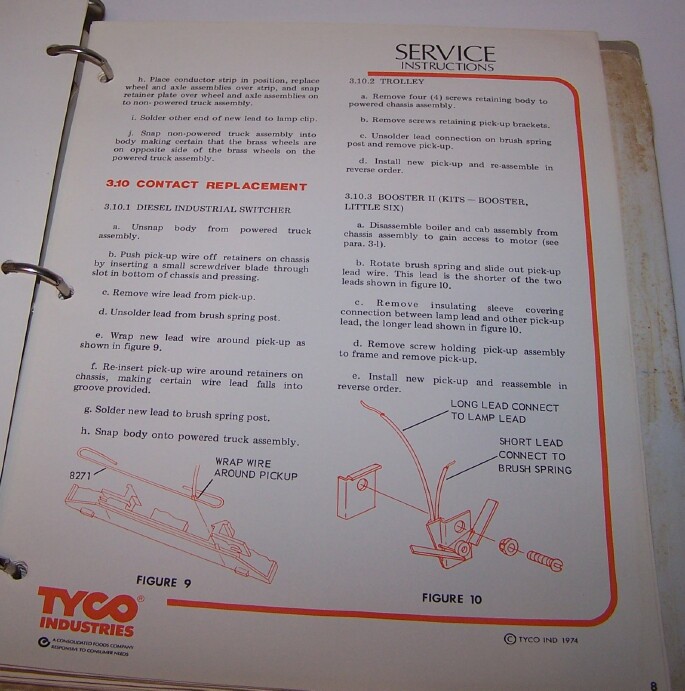 SERVICE
INSTRUCTIONS
h. Place conductor strip in position, replace
wheel and axle assemblies over strip, and snap
retainer plate over wheel and axle assemblies on
to non-powered truck assembly.
i. Solder other end of new lead to lamp clip.
j. Snap non-powered truck assembly into
body making certain that the brass wheels are
on opposite side of the brass wheels on the
powered truck assembly.
3.10 CONTACT REPLACEMENT
3.10.1 DIESEL INDUSTRIAL SWITCHER
a. Unsnap body from powered truck
assembly.
b. Push pick-up wire off retainers on chassis
by inserting a small screwdriver blade through
slot in bottom of chassis and pressing.
c. Remove wire lead from pick-up.
d. Unsolder lead from brush spring post.
e. Wrap new lead wire around pick-up as
shown in figure 9.
f. Re-insert pick-up wire around retainers on
chassis, making certain wire lead falls into
groove provided.
g. Solder new lead to brush spring post.
h. Snap body onto powered truck assembly.
8271
WRAP WIRE
AROUND PICKUP
FIGURE 9
3.10.2 TROLLEY
a. Remove four (4) screws retaining body to
powered chassis assembly.
b. Remove screws retaining pick-up brackets.
c. Unsolder lead connection on brush spring
post and remove pick-up.
d. Install new pick-up and re-assemble in
reverse order.
3.10.3 BOOSTER II (KITS — BOOSTER,
LITTLE SIX)
a. Disassemble boiler and cab assembly from
chassis assembly to gain access to motor (see
para. 3-1).
b. Rotate brush spring and slide out pick-up
lead wire. This lead is the shorter of the two
leads shown in figure 10.
c. Remove insulating sleeve covering
connection between lamp lead and other pick-up
lead, the longer lead shown in figure 10.
d. Remove screw holding pick-up assembly
to frame and remove pick-up.
e. Install new pick-up and reassemble in
reverse order.
LONG LEAD CONNECT
TO LAMP LEAD
SHORT LEAD
CONNECT TO
BRUSH SPRING
FIGURE 10
TYCO®
INDUSTRIES
A CONSOLIDATED FOODS COMPANY
RESPONSIVE TO CONSUMER NEEDS
© TYCO IND 1974
8